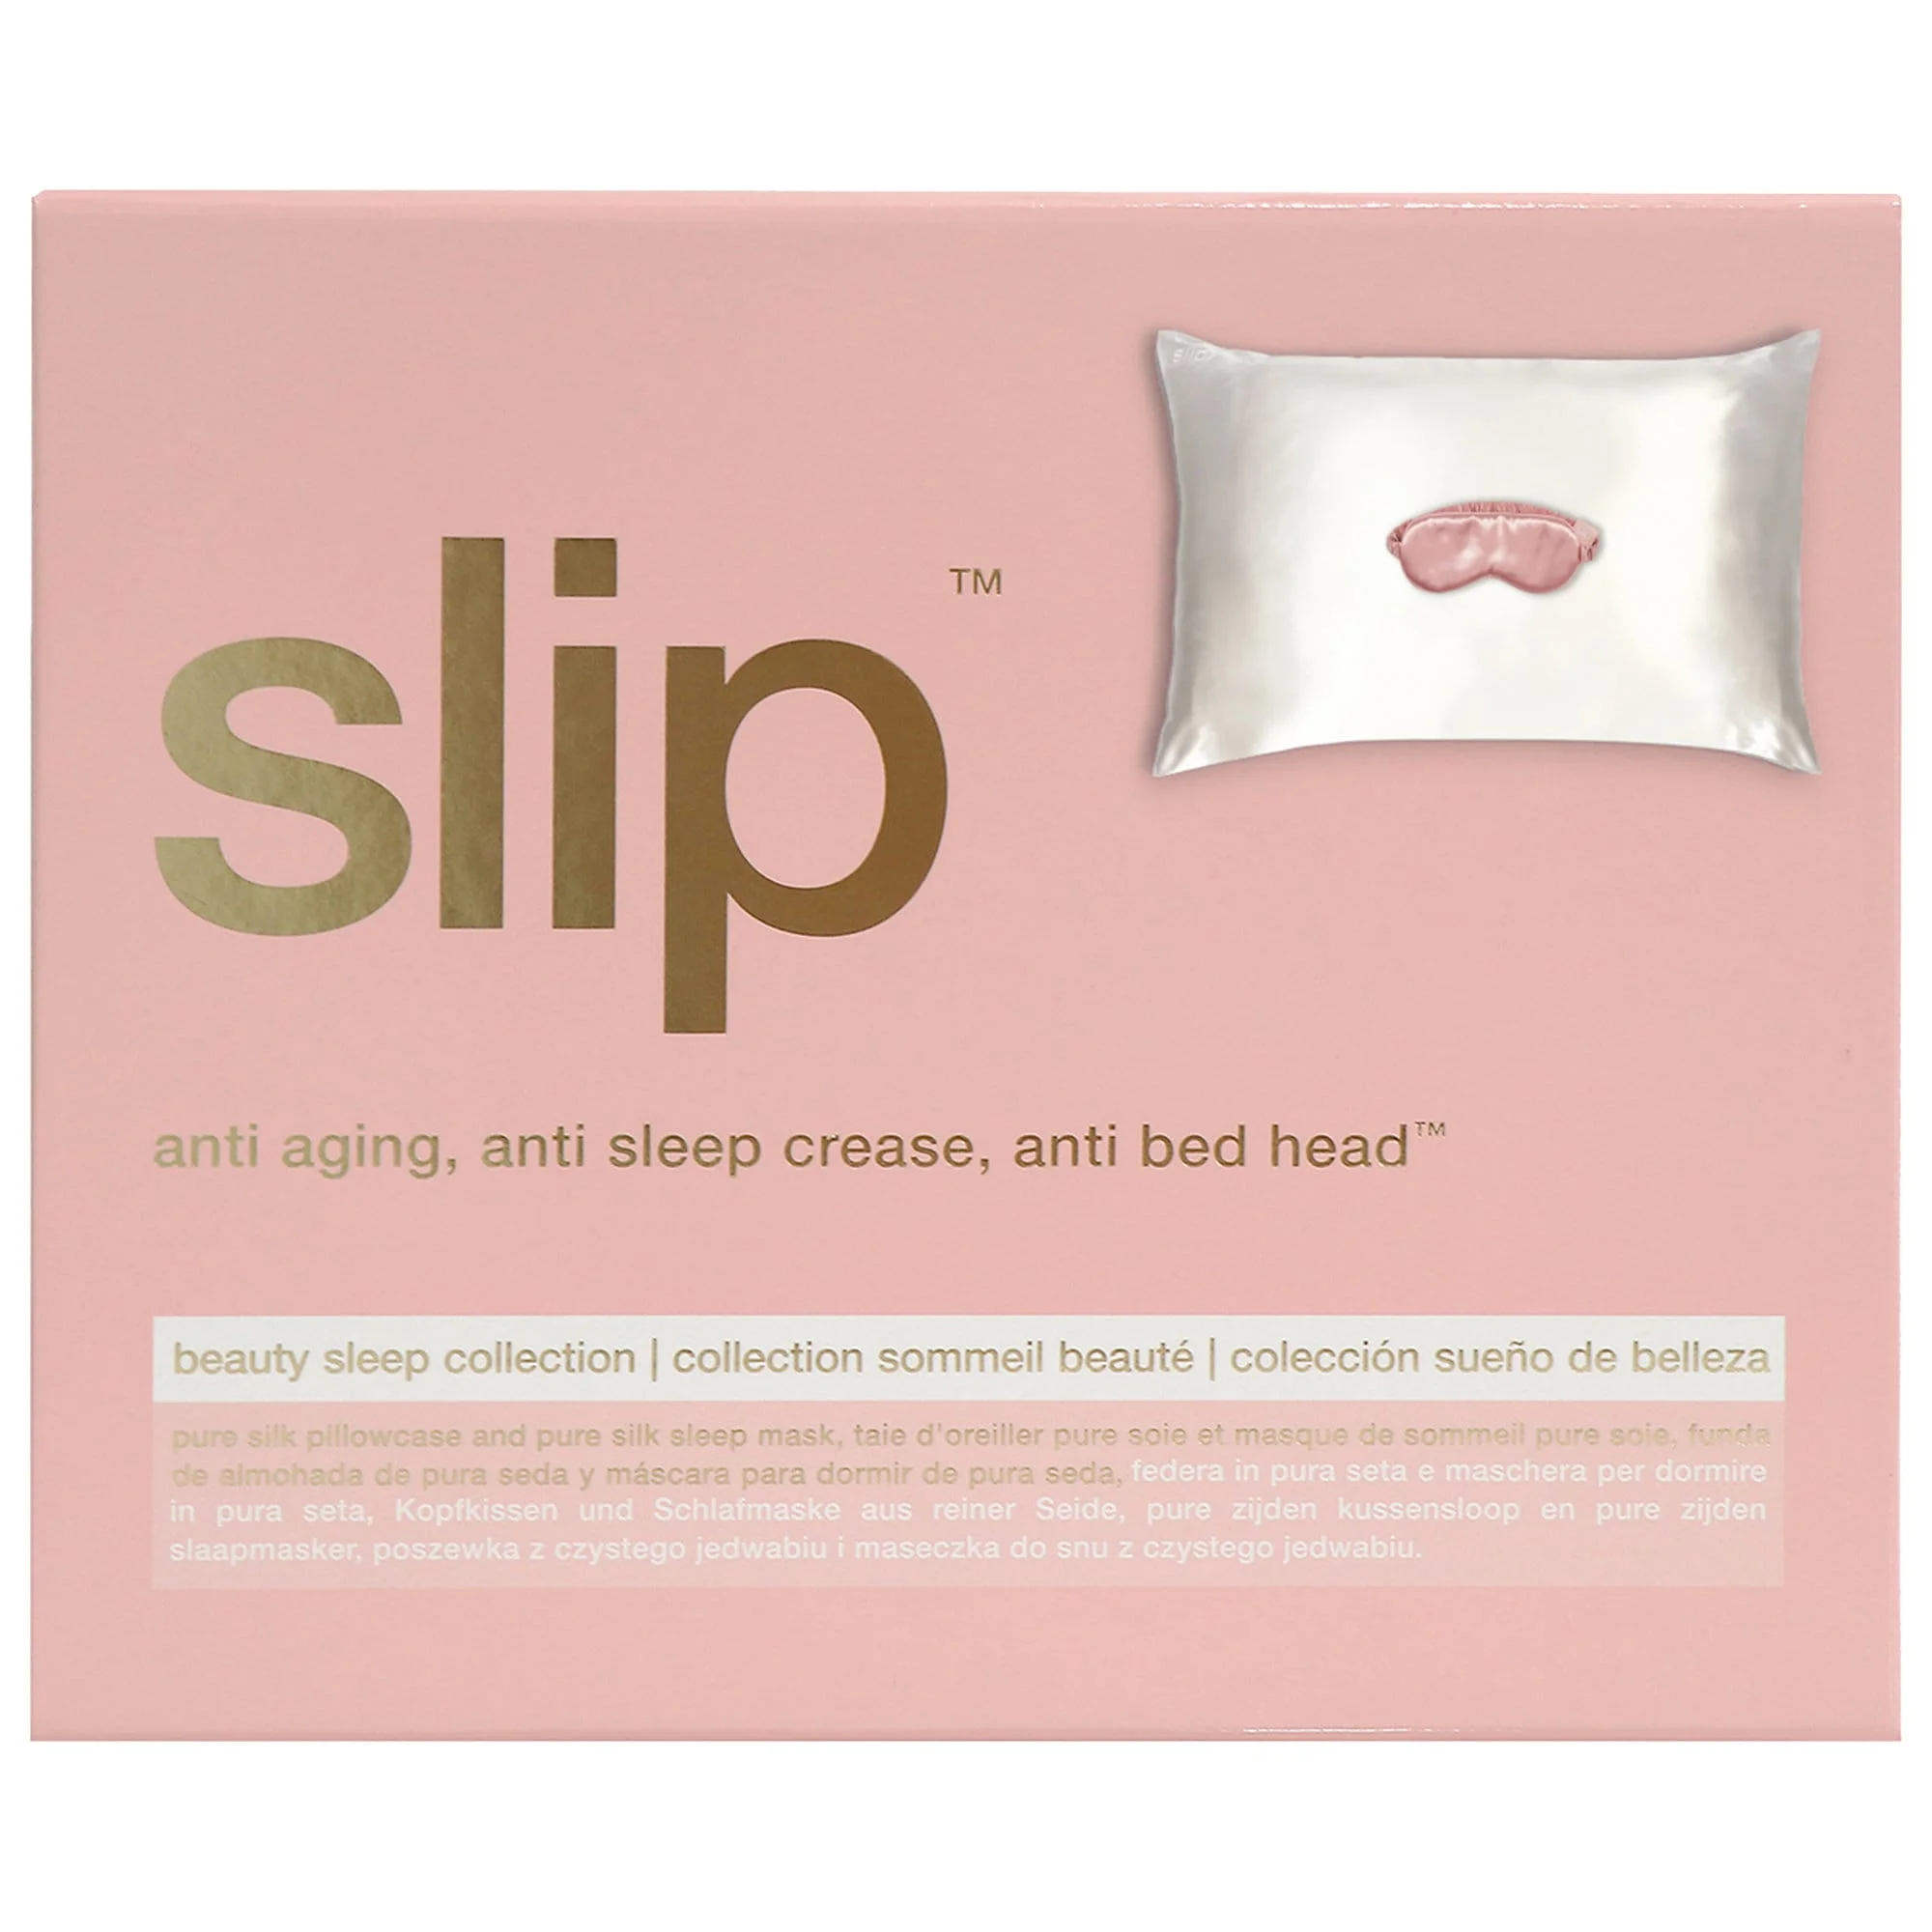 slip™
slip
anti aging, anti sleep crease, anti bed head™
beauty sleep collection | collection sommeil beauté | colección sueño de belleza
pure silk pillowcase and pure silk sleep mask, taie d'oreiller pure soie et masque de sommeil pure soie, funda
de almohada de pura seda y máscara para dormir de pura seda, federa in pura seta e maschera per dormire
in pura seta, Kopfkissen und Schlafmaske aus reiner Seide, pure zijden kussensloop en pure zijden
slaapmasker, poszewka z czystego jedwabiu i maseczka do snu z czystego jedwabiu.